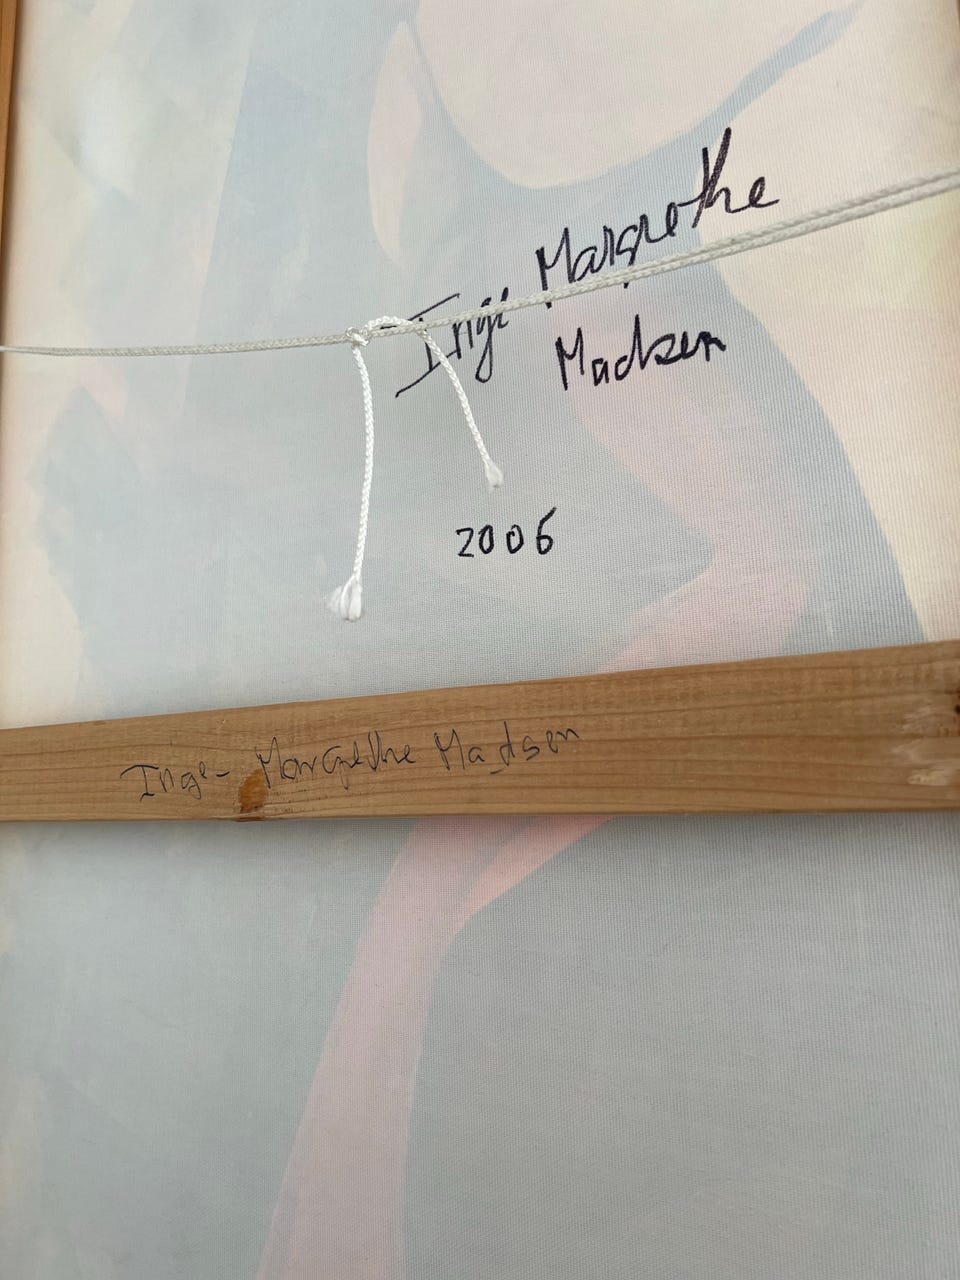 Inge Margrethe
Madsen
2006
Inge- Margrethe Madsen